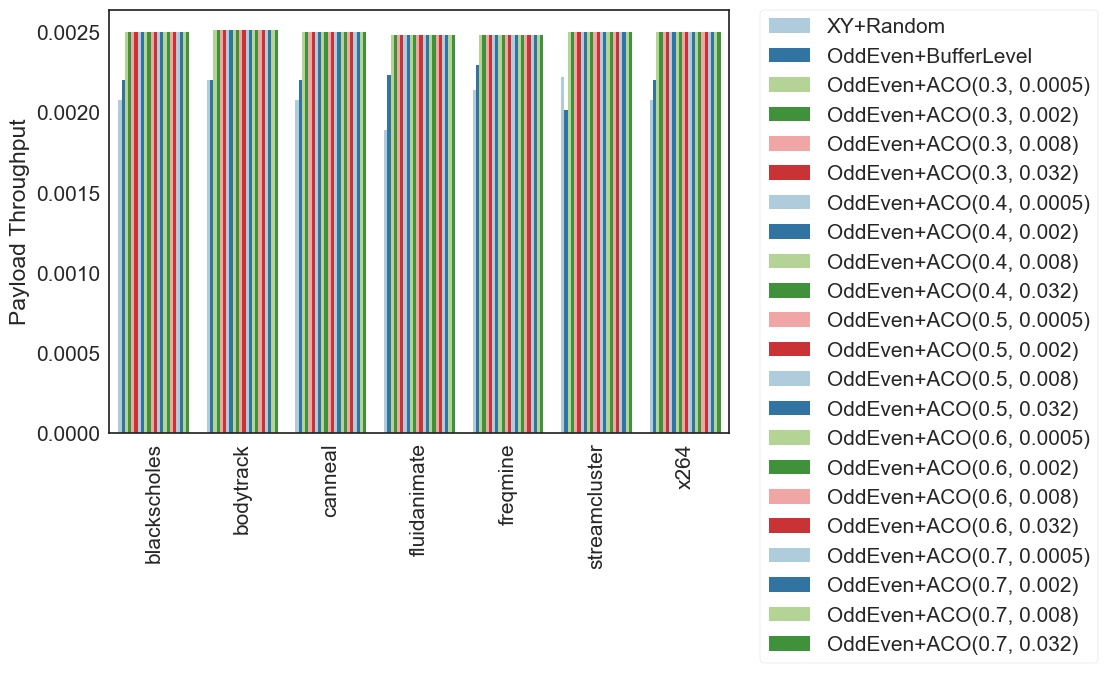 Payload Throughput
0.0025
0.0020
0.0015
0.0010
0.0005
0.0000
blackscholes
bodytrack
canneal
fluidanimate
freqmine
streamcluster
x264
XY+Random
OddEven+BufferLevel
OddEven+ACO(0.3, 0.0005)
OddEven+ACO(0.3, 0.002)
OddEven+ACO(0.3, 0.008)
OddEven+ACO(0.3, 0.032)
OddEven+ACO(0.4, 0.0005)
OddEven+ACO(0.4, 0.002)
OddEven+ACO(0.4, 0.008)
OddEven+ACO(0.4, 0.032)
OddEven+ACO(0.5, 0.0005)
OddEven+ACO(0.5, 0.002)
OddEven+ACO(0.5, 0.008)
OddEven+ACO(0.5, 0.032)
OddEven+ACO(0.6, 0.0005)
OddEven+ACO(0.6, 0.002)
OddEven+ACO(0.6, 0.008)
OddEven+ACO(0.6, 0.032)
OddEven+ACO(0.7, 0.0005)
OddEven+ACO(0.7, 0.002)
OddEven+ACO(0.7, 0.008)
OddEven+ACO(0.7, 0.032)